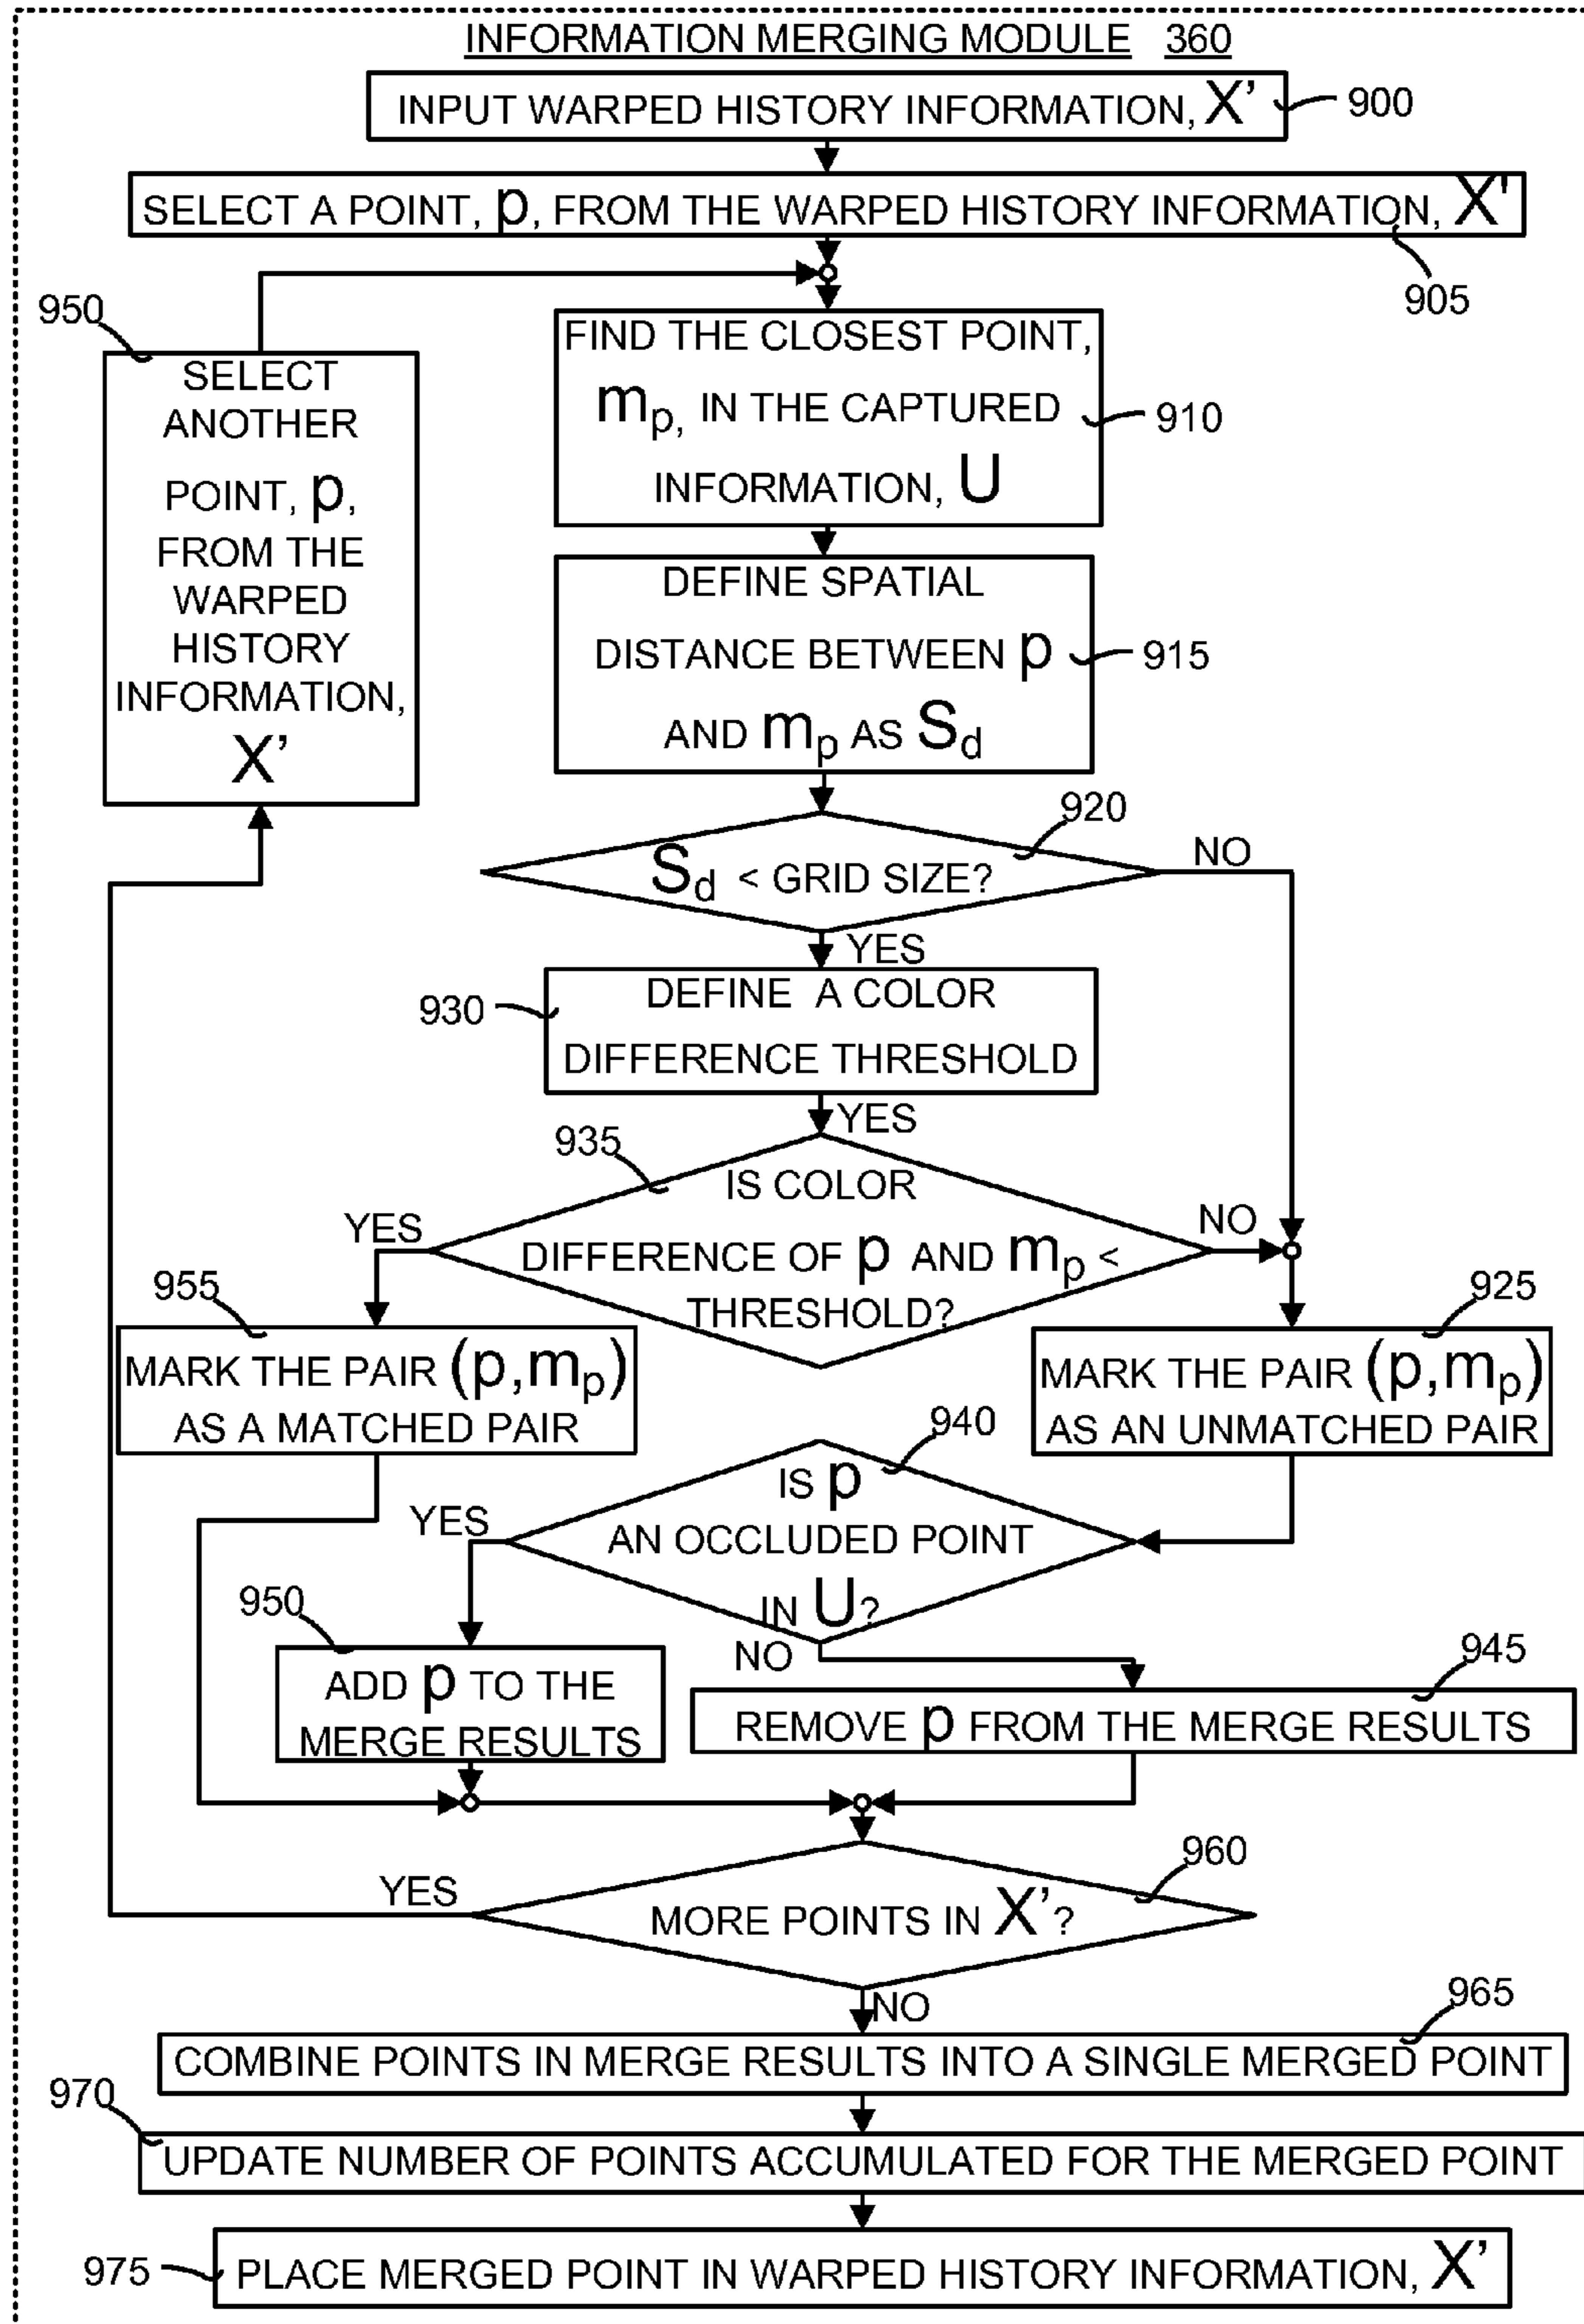 INFORMATION MERGING MODULE 360
INPUT WARPED HISTORY INFORMATION, X'
900
SELECT A POINT, p, FROM THE WARPED HISTORY INFORMATION, X'
905
950
SELECT
ANOTHER
POINT, p,
FROM THE
WARPED
HISTORY
INFORMATION,
X'
FIND THE CLOSEST POINT,
mp, IN THE CAPTURED
INFORMATION, U
910
DEFINE SPATIAL
DISTANCE BETWEEN p
AND mp AS Sd
915
920
Sd < GRID SIZE?
NO
YES
930
DEFINE A COLOR
DIFFERENCE THRESHOLD
YES
935
IS COLOR
DIFFERENCE OF p AND mp <
THRESHOLD?
YES
NO
955
MARK THE PAIR (p,mp)
AS A MATCHED PAIR
925
MARK THE PAIR (p,mp)
AS AN UNMATCHED PAIR
940
IS p
AN OCCLUDED POINT
IN U?
YES
NO
950
ADD p TO THE
MERGE RESULTS
945
REMOVE p FROM THE MERGE RESULTS
960
MORE POINTS IN X'?
YES
NO
965
COMBINE POINTS IN MERGE RESULTS INTO A SINGLE MERGED POINT
970
UPDATE NUMBER OF POINTS ACCUMULATED FOR THE MERGED POINT
975
PLACE MERGED POINT IN WARPED HISTORY INFORMATION, X'